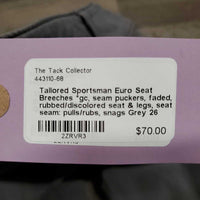 The Tack Collector
443110-68
Tailored Sportsman Euro Seat
Breeches *gc, seam puckers, faded,
rubbed/discolored seat & legs, seat
seam: pulls/rubs, snags Grey 26
$70.00
2ZRVR3